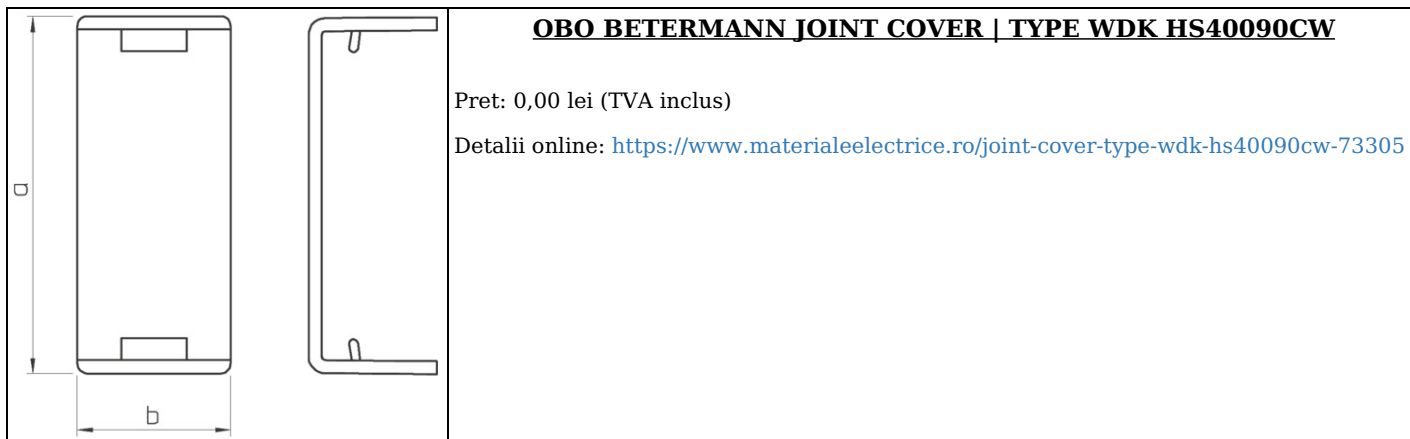 a
b
OBO BETERMANN JOINT COVER | TYPE WDK HS40090CW
Pret: 0,00 lei (TVA inclus)
Detalii online: https://www.materialeelectrice.ro/joint-cover-type-wdk-hs40090cw-73305